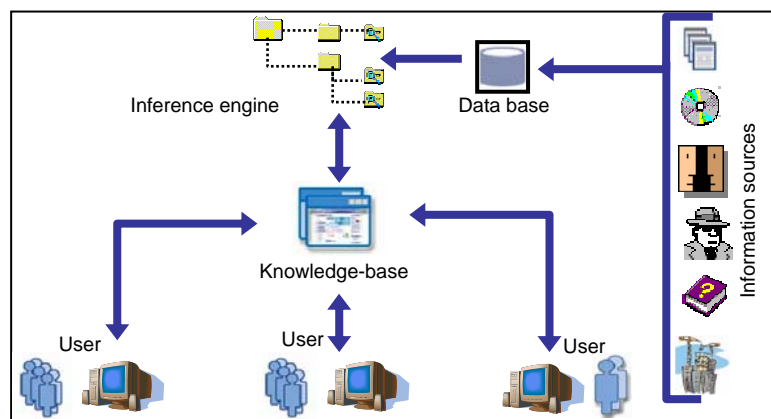 Inference engine
Data base
Information sources
Knowledge-base
User
User
User
?